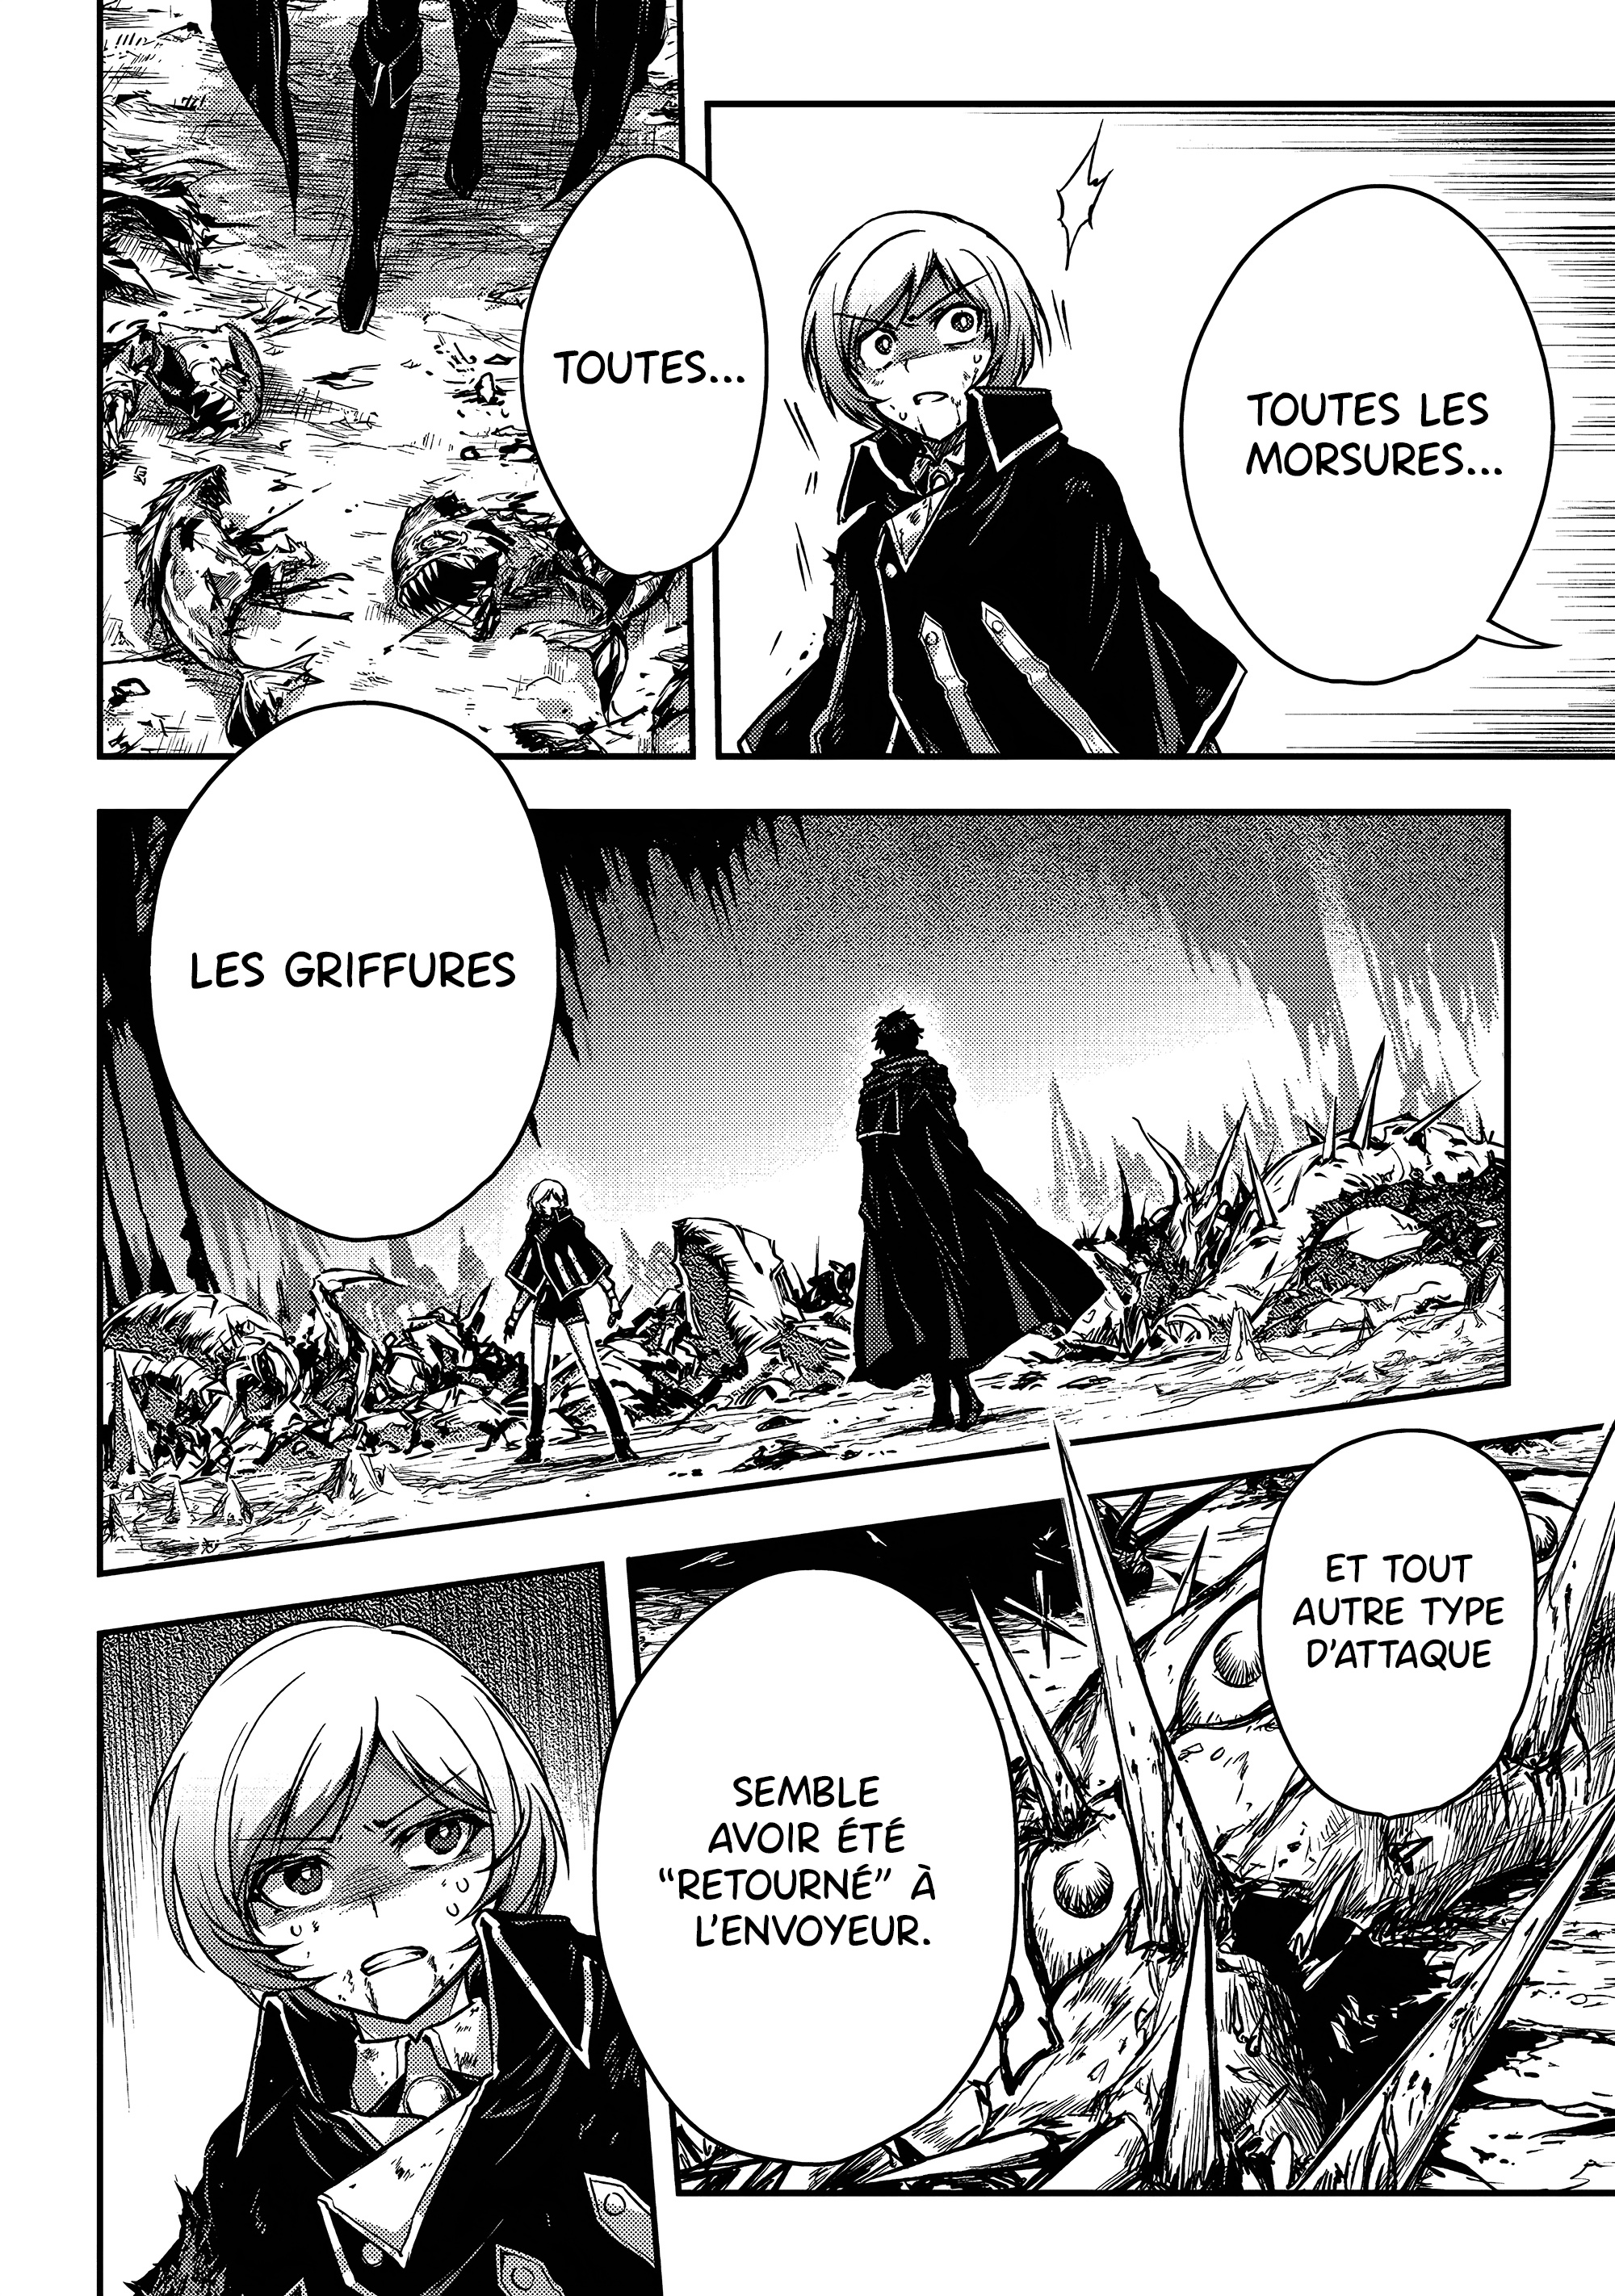 TOUTES LES
MORSURES...
TOUTES...
LES GRIFFURES
ET TOUT
AUTRE TYPE
D'ATTAQUE
SEMBLE
AVOIR ÉTÉ
“RETOURNÉ” À
L'ENVOYEUR.